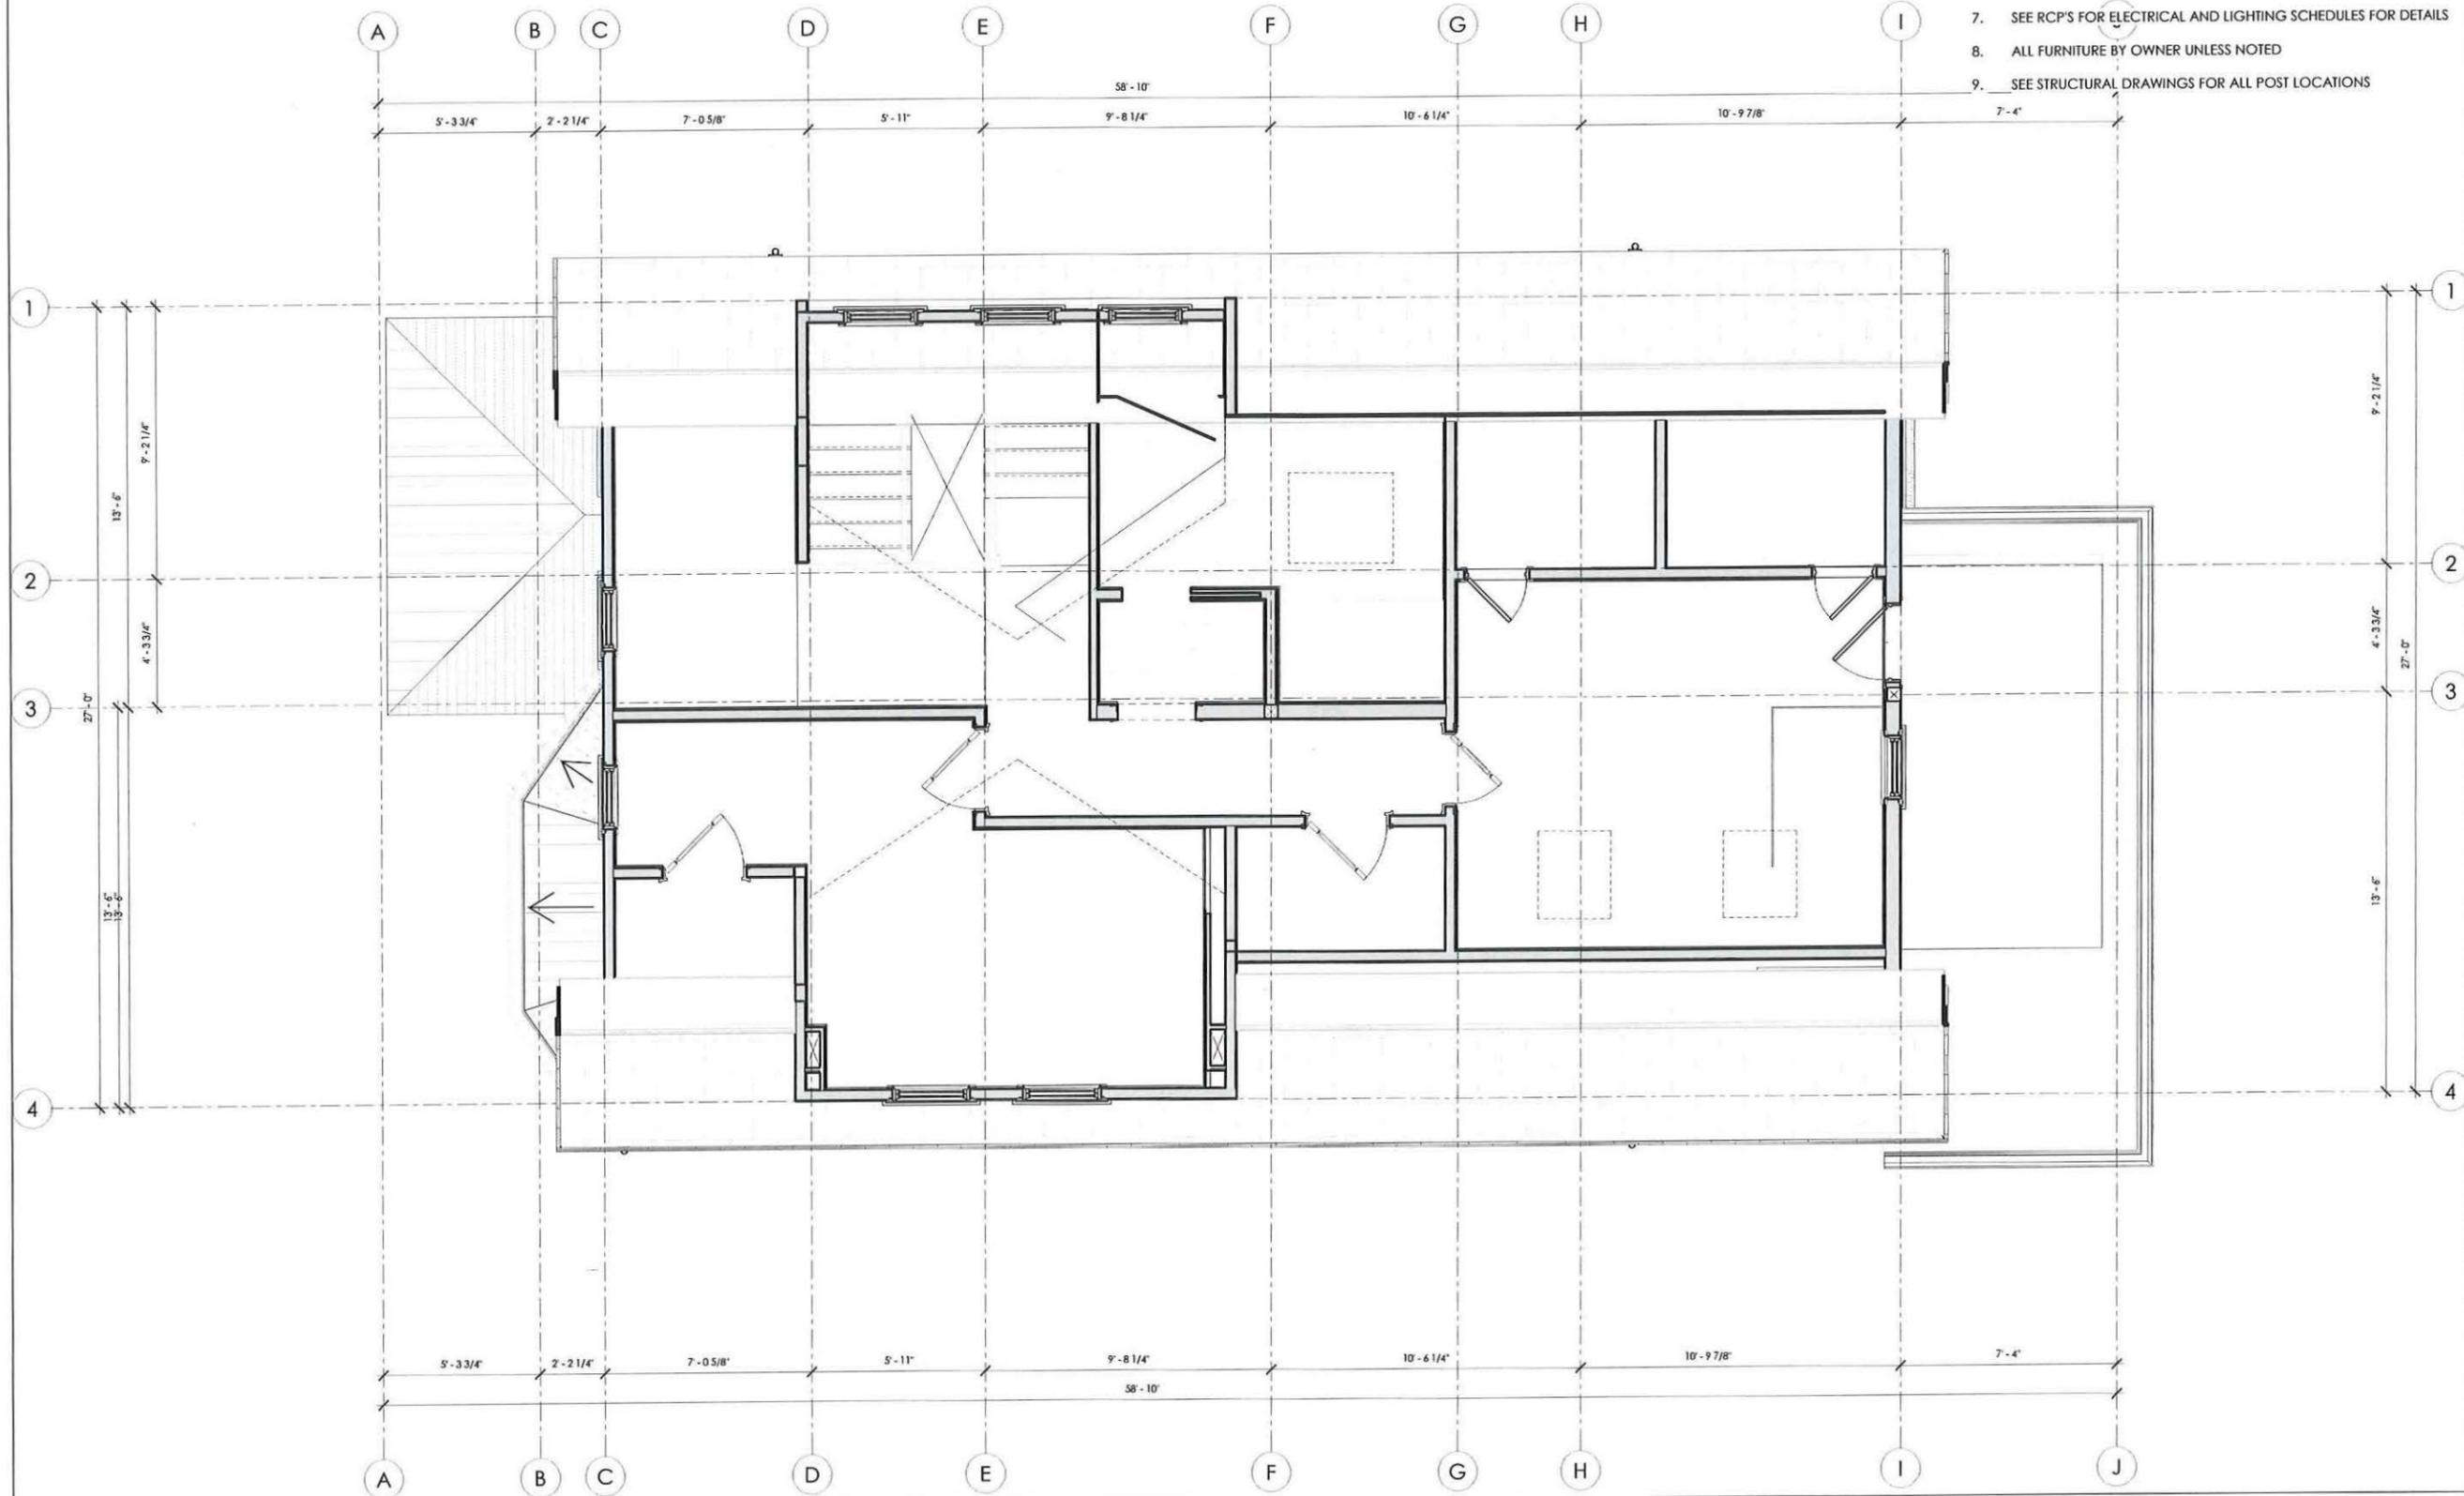 7. SEE RCP'S FOR ELECTRICAL AND LIGHTING SCHEDULES FOR DETAILS
8. ALL FURNITURE BY OWNER UNLESS NOTED
9. SEE STRUCTURAL DRAWINGS FOR ALL POST LOCATIONS
A B C D E F G H I
58' - 10"
5' - 3 3/4" 2' - 2 1/4" 7' - 0 5/8" 5' - 11" 9' - 8 1/4" 10' - 6 1/4" 10' - 9 7/8" 7' - 4"
1 1
9' - 2 1/4" 9' - 2 1/4"
13' - 6"
2 2
4' - 3 3/4" 4' - 3 3/4"
27' - 0" 27' - 0"
3 3
13' - 6" 13' - 6" 13' - 6"
4 4
5' - 3 3/4" 2' - 2 1/4" 7' - 0 5/8" 5' - 11" 9' - 8 1/4" 10' - 6 1/4" 10' - 9 7/8" 7' - 4"
58' - 10"
A B C D E F G H I J